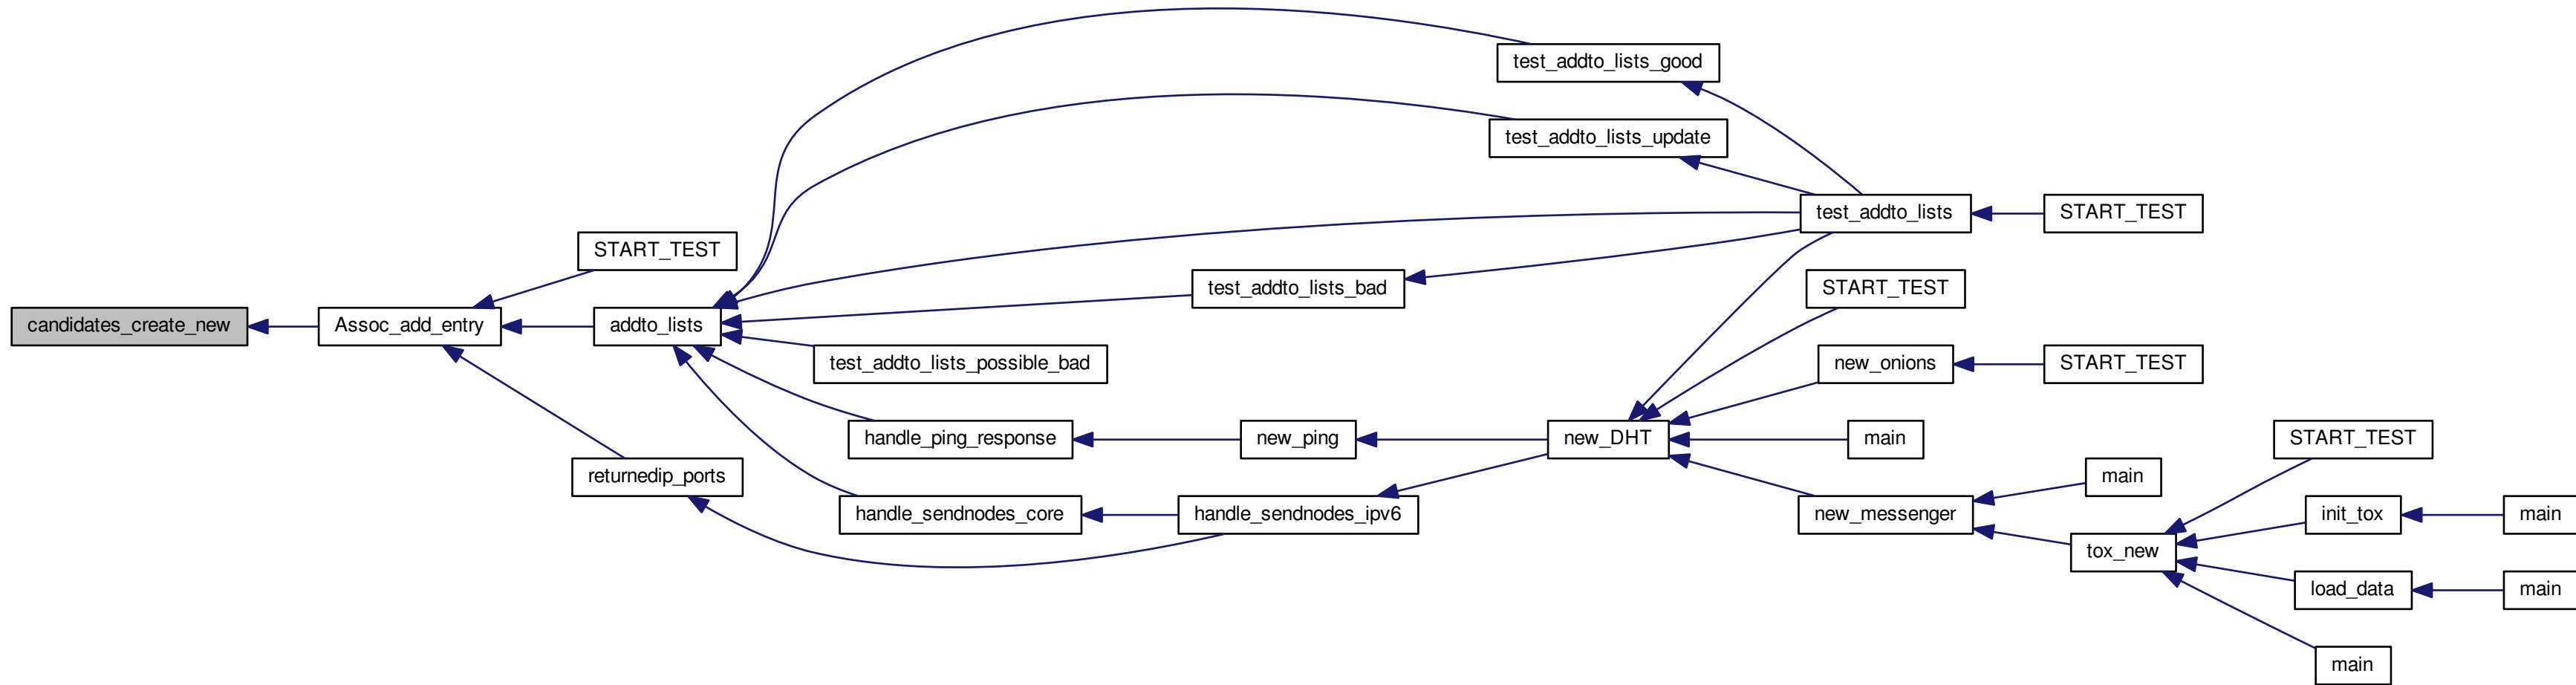 test_addto_lists_good
test_addto_lists_update
test_addto_lists
START_TEST
START_TEST
test_addto_lists_bad
START_TEST
candidates_create_new
Assoc_add_entry
addto_lists
test_addto_lists_possible_bad
new_onions
START_TEST
handle_ping_response
new_ping
new_DHT
main
START_TEST
returnedip_ports
main
handle_sendnodes_core
handle_sendnodes_ipv6
new_messenger
init_tox
main
tox_new
load_data
main
main